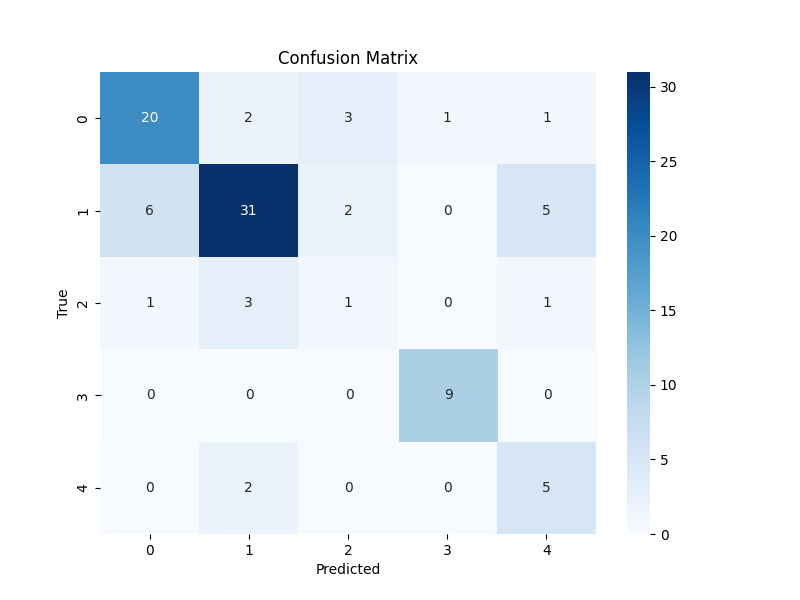 Confusion Matrix
0 20 2 3 1 1
1 6 31 2 0 5
2 1 3 1 0 1
3 0 0 0 9 0
4 0 2 0 0 5
0 1 2 3 4
Predicted
True
30
25
20
15
10
5
0